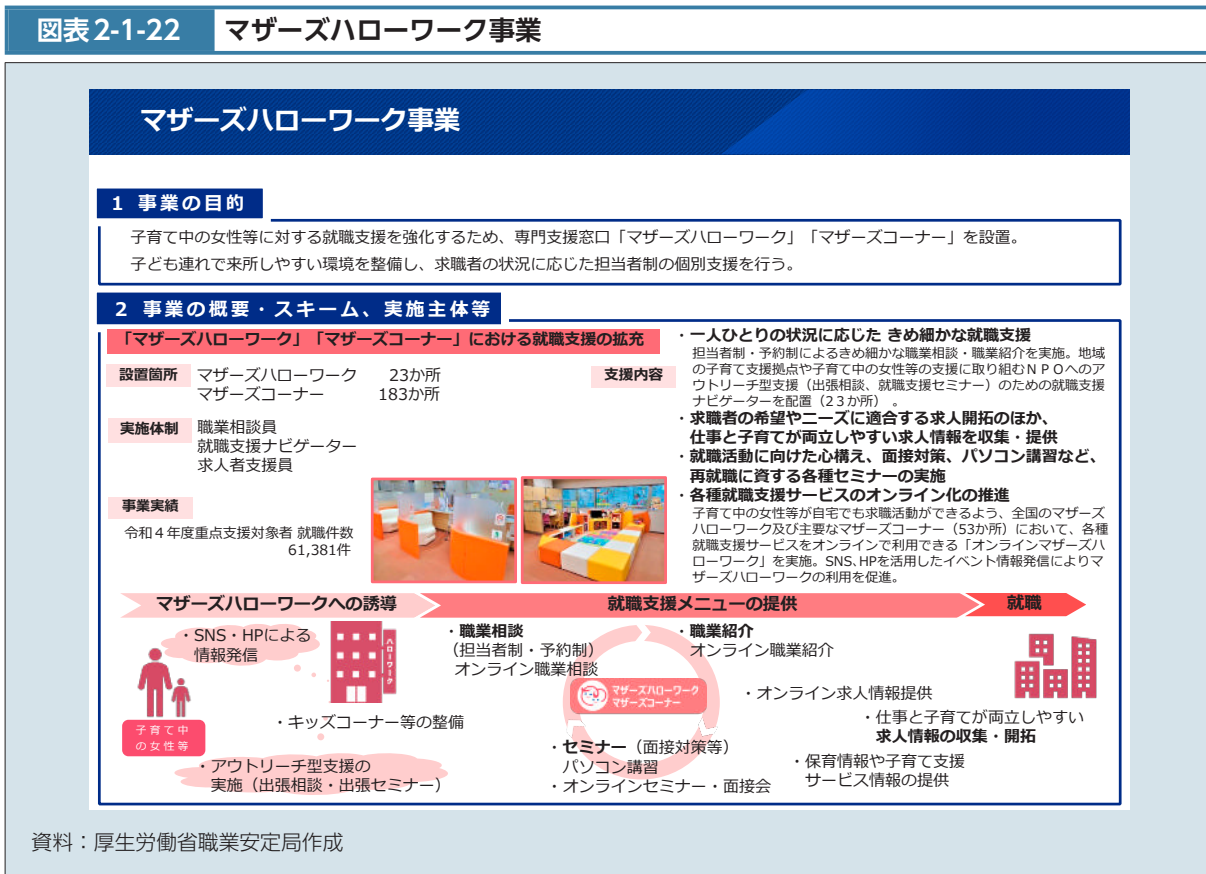 図表2-1-22 マザーズハローワーク事業
マザーズハローワーク事業
1 事業の目的
子育て中の女性等に対する就職支援を強化するため、専門支援窓口「マザーズハローワーク」「マザーズコーナー」を設置。
子ども連れで来所しやすい環境を整備し、求職者の状況に応じた担当者制の個別支援を行う。
2 事業の概要・スキーム、実施主体等
「マザーズハローワーク」「マザーズコーナー」における就職支援の拡充
設置箇所 マザーズハローワーク 23か所
マザーズコーナー 183か所
実施体制 職業相談員
就職支援ナビゲーター
求人者支援員
事業実績
令和4年度重点支援対象者 就職件数
61,381件
支援内容
・一人ひとりの状況に応じた きめ細かな就職支援
担当者制・予約制によるきめ細かな職業相談・職業紹介を実施。地域
の子育て支援拠点や子育て中の女性等の支援に取り組むNPOへのア
ウトリーチ型支援（出張相談、就職支援セミナー）のための就職支援
ナビゲーターを配置（23か所）。
・求職者の希望やニーズに適合する求人開拓のほか、
仕事と子育てが両立しやすい求人情報を収集・提供
・就職活動に向けた心構え、面接対策、パソコン講習など、
再就職に資する各種セミナーの実施
・各種就職支援サービスのオンライン化の推進
子育て中の女性等が自宅でも求職活動ができるよう、全国のマザーズ
ハローワーク及び主要なマザーズコーナー（53か所）において、各種
就職支援サービスをオンラインで利用できる「オンラインマザーズハ
ローワーク」を実施。SNS、HPを活用したイベント情報発信によりマ
ザーズハローワークの利用を促進。
マザーズハローワークへの誘導
就職支援メニューの提供
就職
・SNS・HPによる
情報発信
ハローワーク
子育て中
の女性等
・キッズコーナー等の整備
・アウトリーチ型支援の
実施（出張相談・出張セミナー）
・職業相談
（担当者制・予約制）
オンライン職業相談
・職業紹介
オンライン職業紹介
マザーズハローワーク
マザーズコーナー
・オンライン求人情報提供
・仕事と子育てが両立しやすい
求人情報の収集・開拓
・セミナー（面接対策等）
パソコン講習
・オンラインセミナー・面接会
・保育情報や子育て支援
サービス情報の提供
資料：厚生労働省職業安定局作成